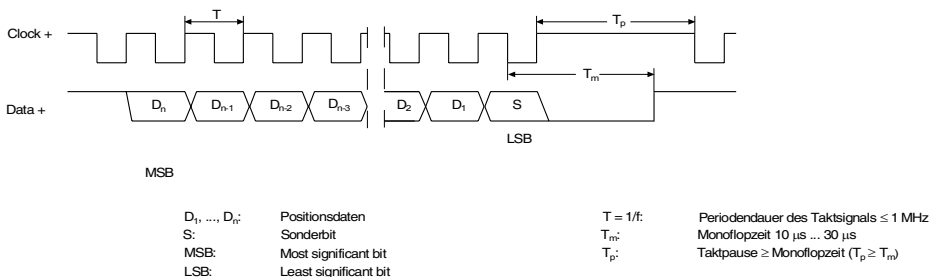 T
Tp
Clock +
Tm
Data +
Dn
Dn-1
Dn-2
Dn-3
D2
D1
S
LSB
MSB
D1, ..., Dn: Positionsdaten
S: Sonderbit
MSB: Most significant bit
LSB: Least significant bit
T = 1/f: Periodendauer des Taktsignals ≤ 1 MHz
Tm: Monoflopzeit 10 µs ... 30 µs
Tp: Taktpause ≥ Monoflopzeit (Tp ≥ Tm)